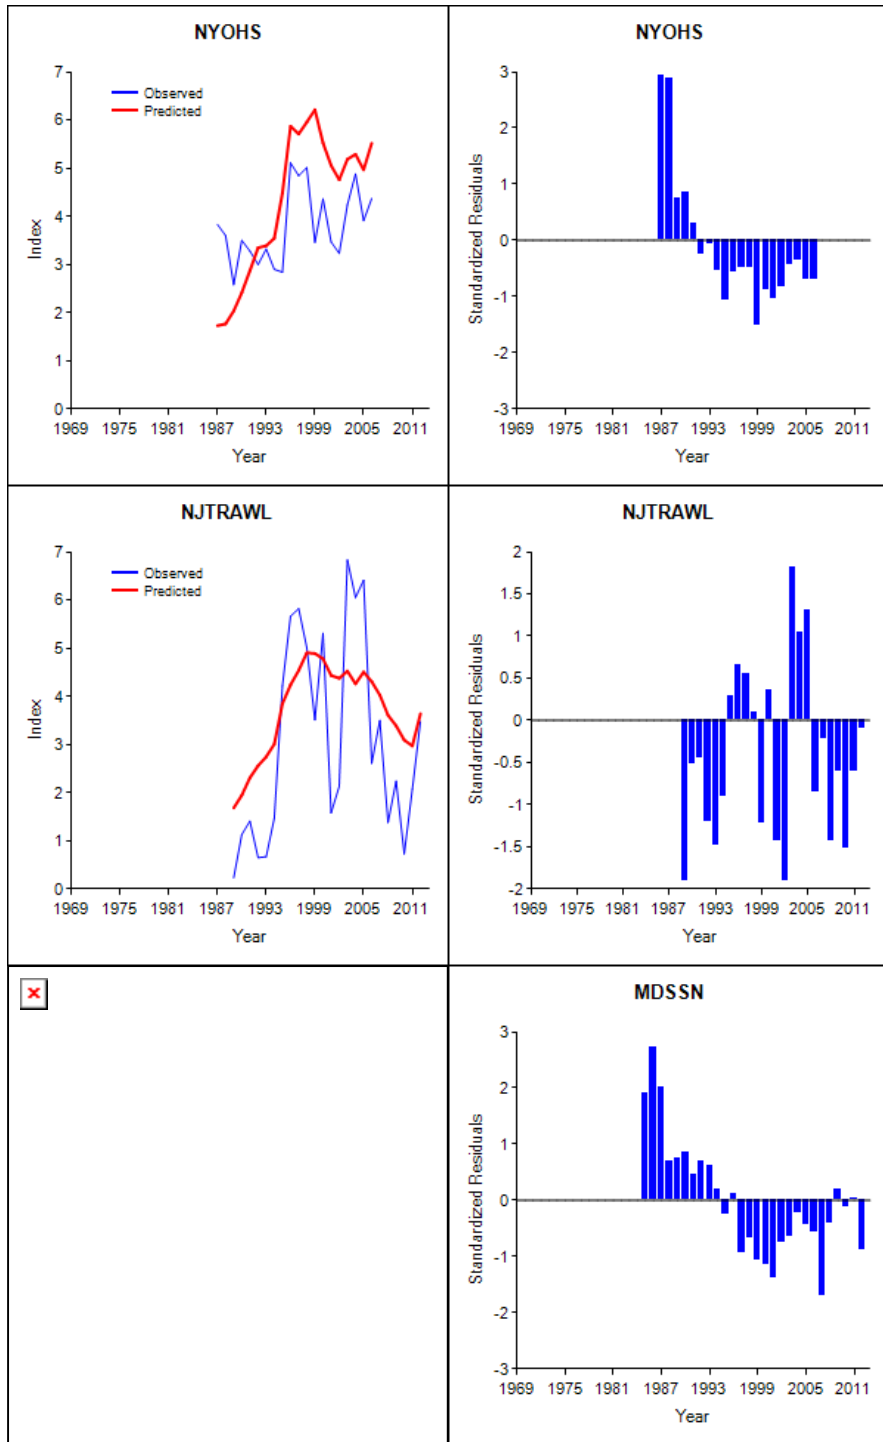 NYOHS
7
6
5
4
3
2
1
0
Index
Observed
Predicted
1969 1975 1981 1987 1993 1999 2005 2011
Year
NYOHS
3
2
1
0
-1
-2
-3
Standardized Residuals
1969 1975 1981 1987 1993 1999 2005 2011
Year
NJTRAWL
7
6
5
4
3
2
1
0
Index
Observed
Predicted
1969 1975 1981 1987 1993 1999 2005 2011
Year
NJTRAWL
2
1.5
1
0.5
0
-0.5
-1
-1.5
-2
Standardized Residuals
1969 1975 1981 1987 1993 1999 2005 2011
Year
MDSSN
3
2
1
0
-1
-2
-3
Standardized Residuals
1969 1975 1981 1987 1993 1999 2005 2011
Year